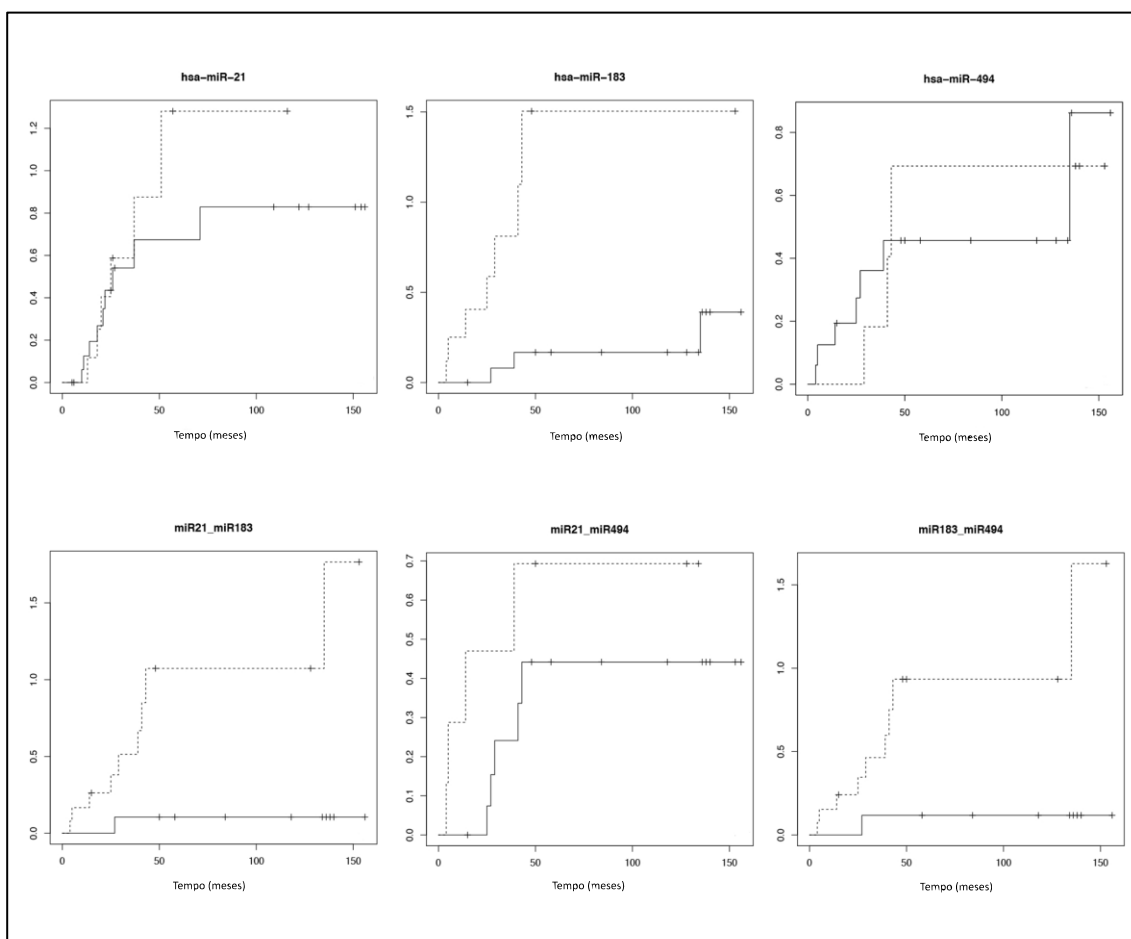 hsa-miR-21
hsa-miR-183
hsa-miR-494
0.0 0.2 0.4 0.6 0.8 1.0 1.2
0 50 100 150
Tempo (meses)
0.0 0.5 1.0 1.5
0 50 100 150
Tempo (meses)
0.0 0.2 0.4 0.6 0.8
0 50 100 150
Tempo (meses)
miR21_miR183
miR21_miR494
miR183_miR494
0.0 0.5 1.0 1.5
0 50 100 150
Tempo (meses)
0.0 0.1 0.2 0.3 0.4 0.5 0.6 0.7
0 50 100 150
Tempo (meses)
0.0 0.5 1.0 1.5
0 50 100 150
Tempo (meses)